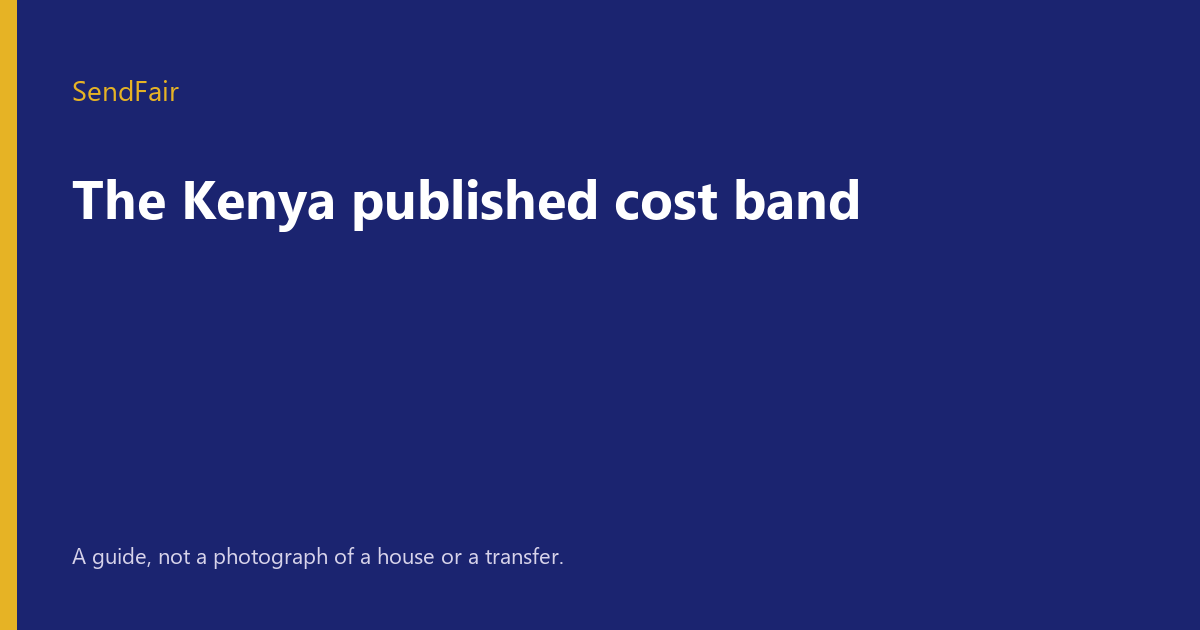 SendFair
The Kenya published cost band
A guide, not a photograph of a house or a transfer.